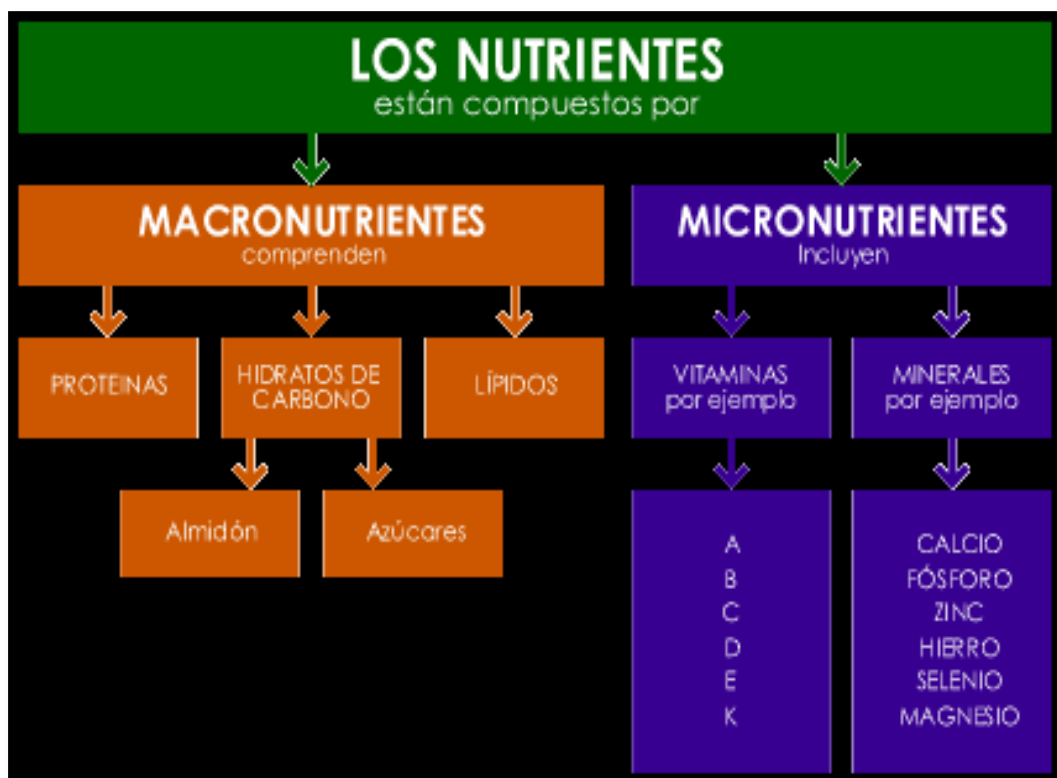 LOS NUTRIENTES
están compuestos por
MACRONUTRIENTES
comprenden
MICRONUTRIENTES
Incluyen
PROTEINAS
HIDRATOS DE
CARBONO
LÍPIDOS
VITAMINAS
por ejemplo
MINERALES
por ejemplo
Almidón
Azúcares
A
B
C
D
E
K
CALCIO
FÓSFORO
ZINC
HIERRO
SELENIO
MAGNESIO